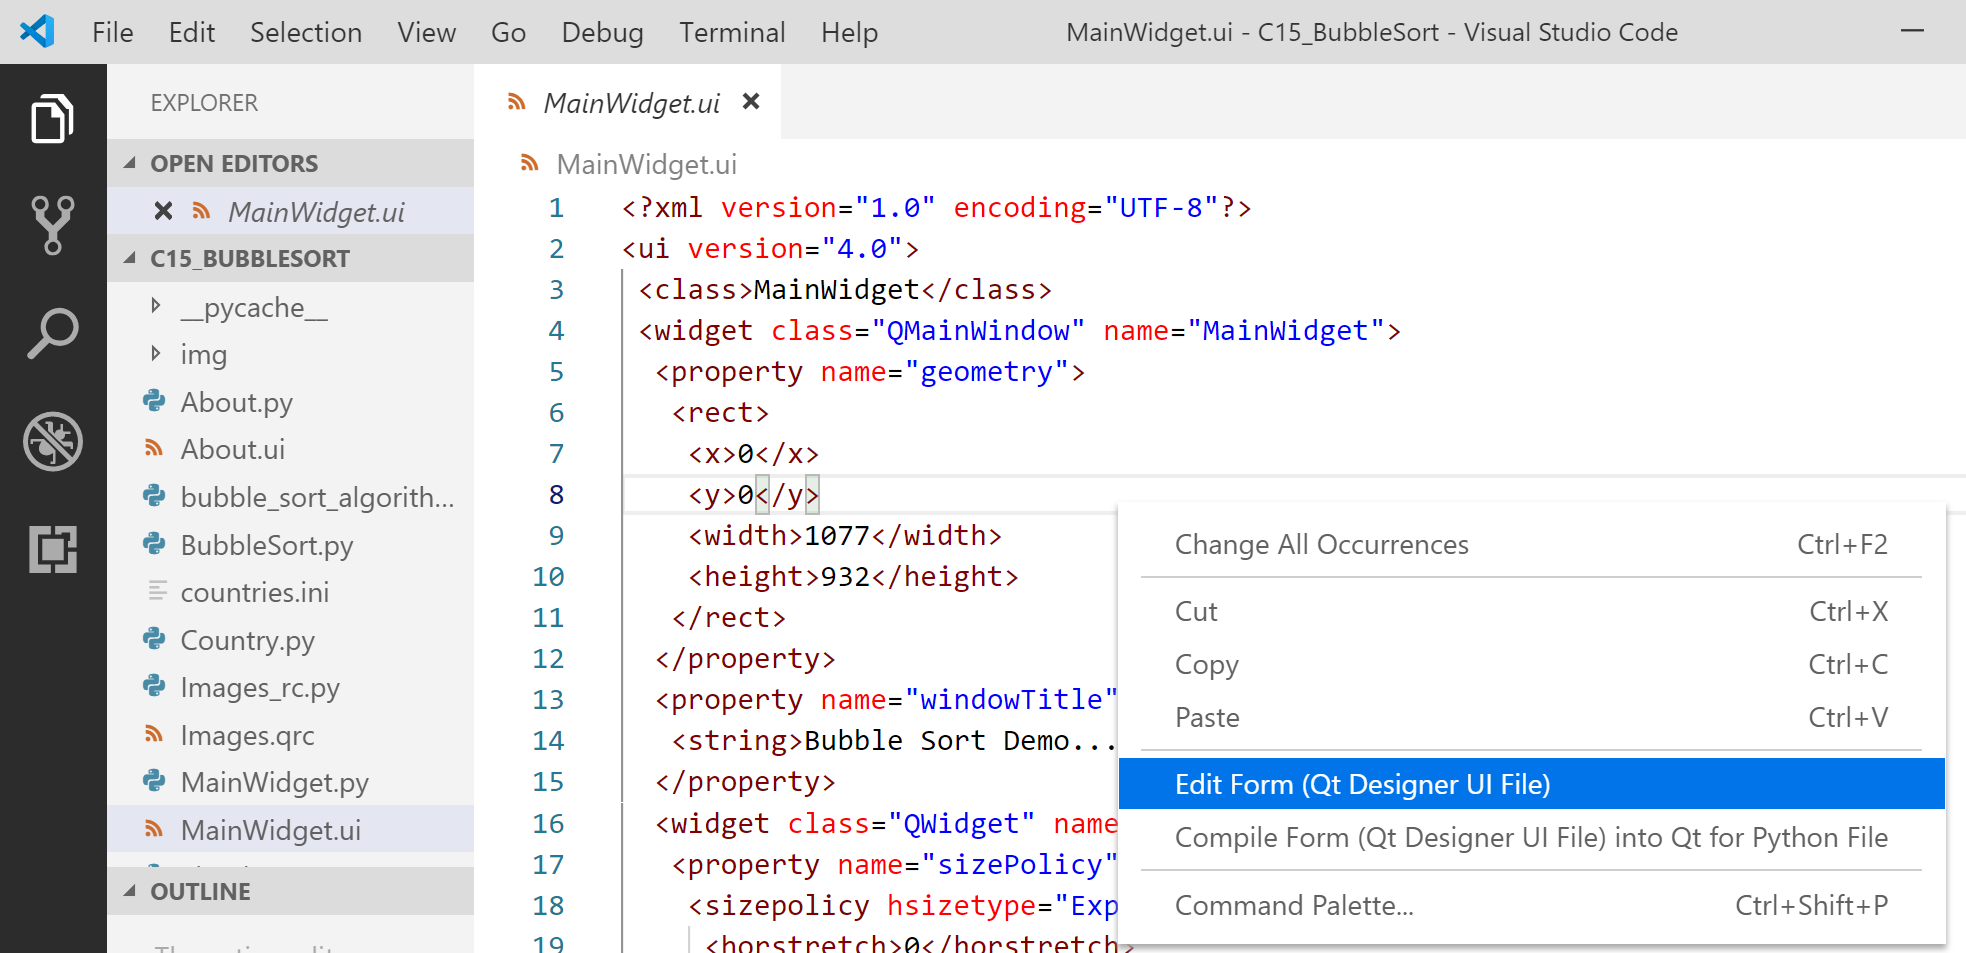 File Edit Selection View Go Debug Terminal Help MainWidget.ui - C15_BubbleSort - Visual Studio Code
EXPLORER
OPEN EDITORS
MainWidget.ui
C15_BUBBLESORT
__pycache__
img
About.py
About.ui
bubble_sort_algorith...
BubbleSort.py
countries.ini
Country.py
Images_rc.py
Images.qrc
MainWidget.py
MainWidget.ui
OUTLINE
MainWidget.ui
MainWidget.ui
1 <?xml version="1.0" encoding="UTF-8"?>
2 <ui version="4.0">
3 <class>MainWidget</class>
4 <widget class="QMainWindow" name="MainWidget">
5 <property name="geometry">
6 <rect>
7 <x>0</x>
8 <y>0</y>
9 <width>1077</width>
10 <height>932</height>
11 </rect>
12 </property>
13 <property name="windowTitle"
14 <string>Bubble Sort Demo...
15 </property>
16 <widget class="QWidget" name
17 <property name="sizePolicy"
18 <sizepolicy hsizetype="Exp
19 <horstretch>0</horstretch>
Change All Occurrences Ctrl+F2
Cut Ctrl+X
Copy Ctrl+C
Paste Ctrl+V
Edit Form (Qt Designer UI File)
Compile Form (Qt Designer UI File) into Qt for Python File
Command Palette... Ctrl+Shift+P